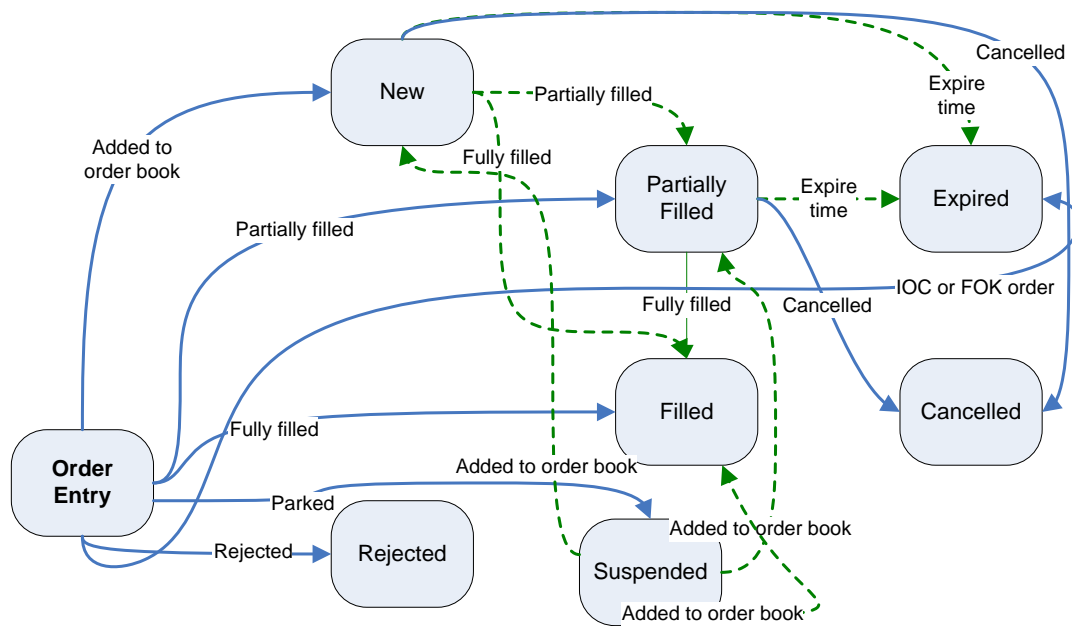 Cancelled
New
Partially filled
Expire
time
Added to
order book
Fully filled
Partially
Filled
Expire
time
Expired
Partially filled
IOC or FOK order
Fully filled
Cancelled
Filled
Cancelled
Fully filled
Order
Entry
Added to order book
Parked
Added to order book
Rejected
Rejected
Suspended
Added to order book